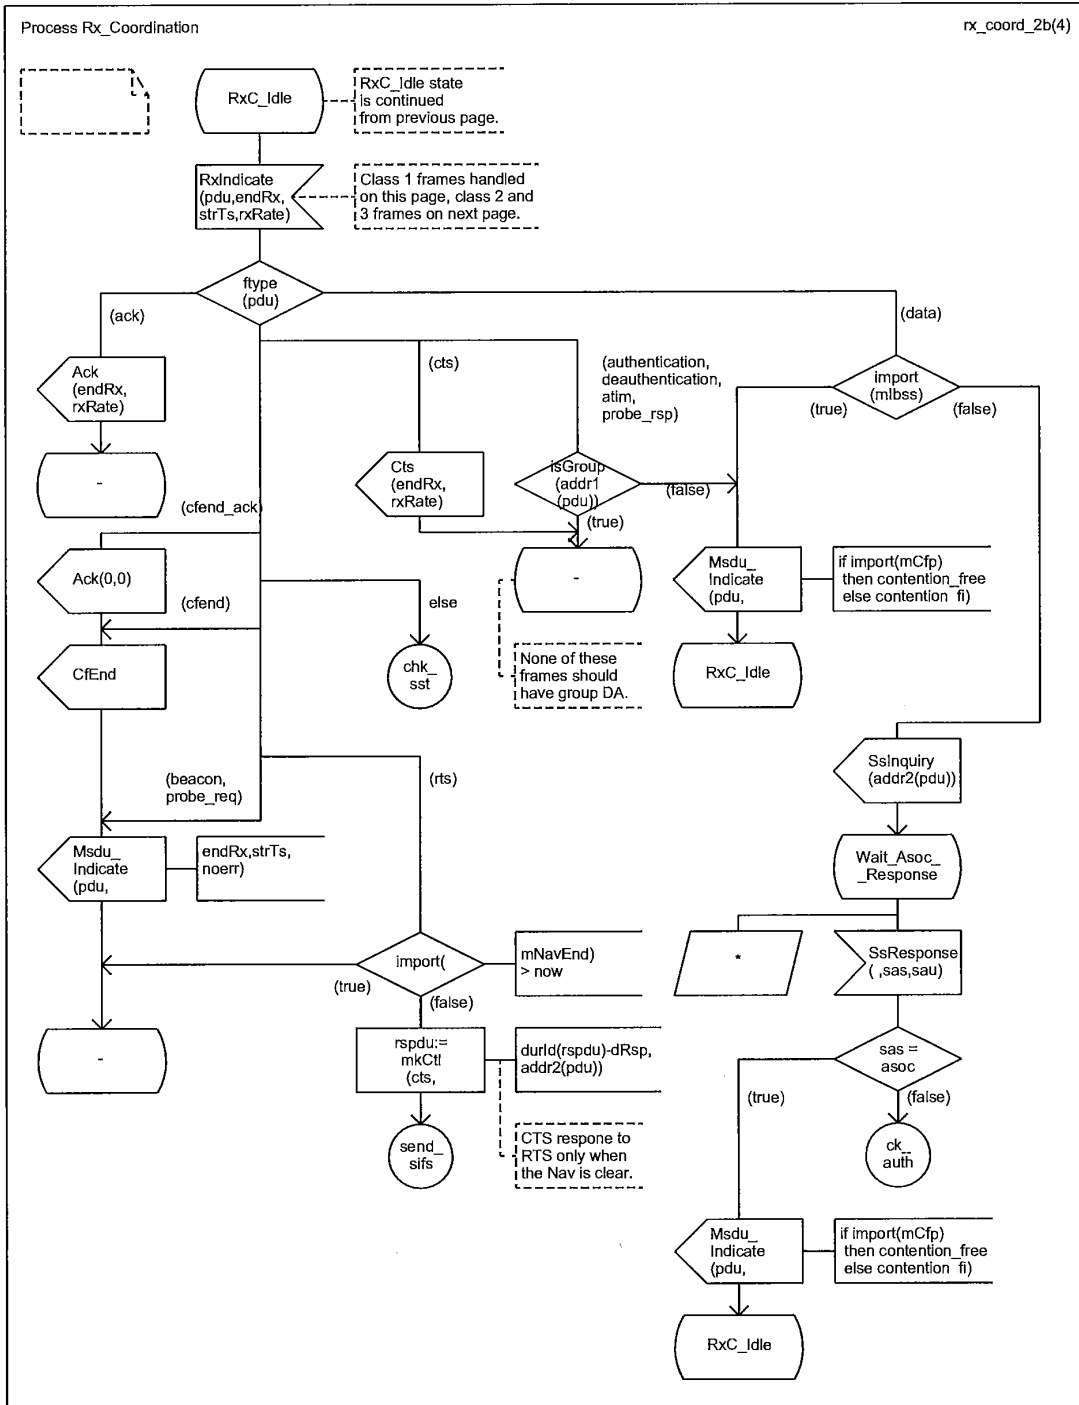 Process Rx_Coordination
rx_coord_2b(4)
RxC_Idle
RxC_Idle state
is continued
from previous page.
RxIndicate
(pdu,endRx,
strTs,rxRate)
Class 1 frames handled
on this page, class 2 and
3 frames on next page.
ftype
(pdu)
(ack)
(data)
Ack
(endRx,
rxRate)
(cts)
(authentication,
deauthentication,
atim,
probe_rsp)
import
(mIbss)
(true)
(false)
-
Cts
(endRx,
rxRate)
isGroup
(addr1
(pdu))
(false)
(true)
(cfend_ack)
Ack(0,0)
-
Msdu_
Indicate
(pdu,
if import(mCfp)
then contention_free
else contention fi)
(cfend)
else
CfEnd
chk_
sst
None of these
frames should
have group DA.
RxC_Idle
(beacon,
probe_req)
(rts)
SsInquiry
(addr2(pdu))
Msdu_
Indicate
(pdu,
endRx,strTs,
noerr)
Wait_Asoc_
_Response
import(
mNavEnd)
> now
(true)
(false)
*
SsResponse
( ,sas,sau)
-
rspdu:=
mkCtl
(cts,
durId(rspdu)-dRsp,
addr2(pdu))
sas =
asoc
(true)
(false)
send_
sifs
CTS respone to
RTS only when
the Nav is clear.
ck_
auth
Msdu_
Indicate
(pdu,
if import(mCfp)
then contention_free
else contention fi)
RxC_Idle